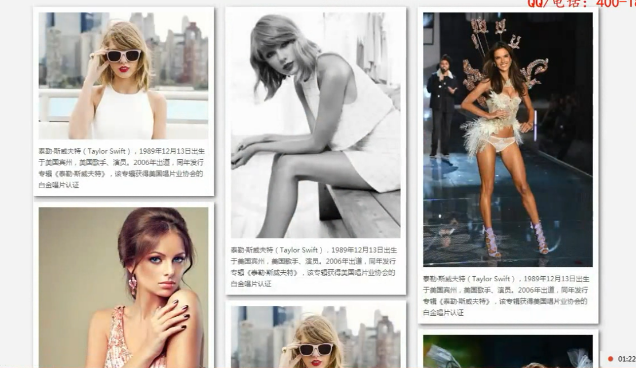 QQ/电话：400-18
泰勒·斯威夫特（Taylor Swift），1989年12月13日出生
于美国宾州，美国歌手、演员。2006年出道，同年发行
专辑《泰勒·斯威夫特》，该专辑获得美国唱片业协会的
白金唱片认证
泰勒·斯威夫特（Taylor Swift），1989年12月13日出生
于美国宾州，美国歌手、演员。2006年出道，同年发行
专辑《泰勒·斯威夫特》，该专辑获得美国唱片业协会的
白金唱片认证
泰勒·斯威夫特（Taylor Swift），1989年12月13日出生
于美国宾州，美国歌手、演员。2006年出道，同年发行
专辑《泰勒·斯威夫特》，该专辑获得美国唱片业协会的
白金唱片认证
01:22